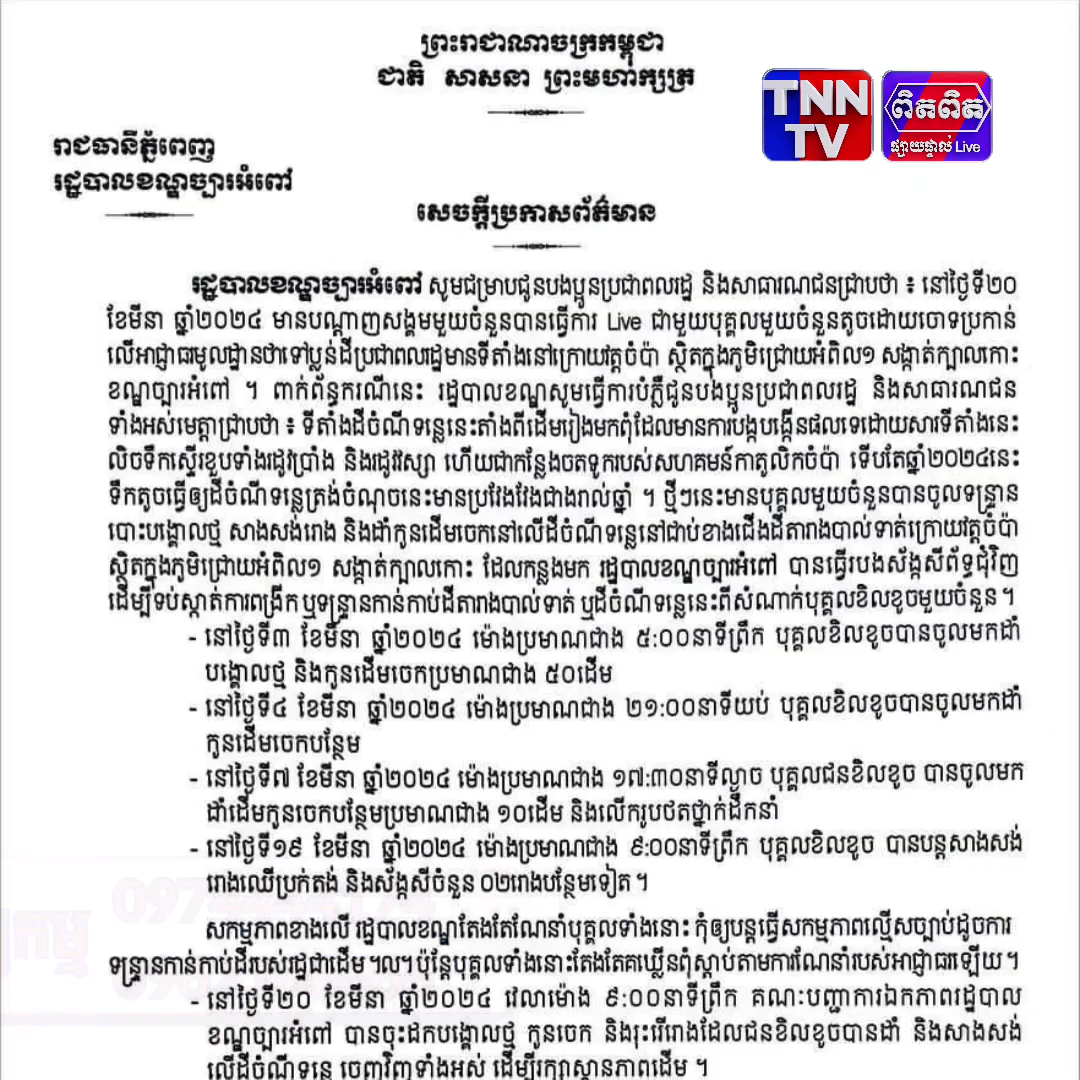 ព្រះរាជាណាចក្រកម្ពុជា
ជាតិ សាសនា ព្រះមហាក្សត្រ
TNN
TV
ពិតពិត
ផ្សាយផ្ទាល់ Live
រាជធានីភ្នំពេញ
រដ្ឋបាលខណ្ឌច្បារអំពៅ
សេចក្តីប្រកាសព័ត៌មាន
រដ្ឋបាលខណ្ឌច្បារអំពៅ សូមជម្រាបជូនបងប្អូនប្រជាពលរដ្ឋ និងសាធារណជនជ្រាបថា ៖ នៅថ្ងៃទី២០
ខែមីនា ឆ្នាំ២០២៤ មានបណ្តាញសង្គមមួយចំនួនបានធ្វើការ Live ជាមួយបុគ្គលមួយចំនួនតូចដោយចោទប្រកាន់
លើអាជ្ញាធរមូលដ្ឋានថាទៅប្លន់ដីប្រជាពលរដ្ឋមានទីតាំងនៅក្រោយវត្តចំប៉ា ស្ថិតក្នុងភូមិជ្រោយអំពិល១ សង្កាត់ក្បាលកោះ
ខណ្ឌច្បារអំពៅ ។ ពាក់ព័ន្ធករណីនេះ រដ្ឋបាលខណ្ឌសូមធ្វើការបំភ្លឺជូនបងប្អូនប្រជាពលរដ្ឋ និងសាធារណជន
ទាំងអស់មេត្តាជ្រាបថា ៖ ទីតាំងដីចំណីទន្លេនេះតាំងពីដើមរៀងមកពុំដែលមានការបង្កបង្កើនផលទេដោយសារទីតាំងនេះ
លិចទឹកស្ទើរខួបទាំងរដូវប្រាំង និងរដូវវស្សា ហើយជាកន្លែងចតទូករបស់សហគមន៍កាតូលិកចំប៉ា ទើបតែឆ្នាំ២០២៤នេះ
ទឹកតូចធ្វើឲ្យដីចំណីទន្លេត្រង់ចំណុចនេះមានប្រវែងវែងជាងរាល់ឆ្នាំ ។ ថ្មីៗនេះមានបុគ្គលមួយចំនួនបានចូលទន្ទ្រាន
បោះបង្គោលថ្ម សាងសង់រោង និងដាំកូនដើមចេកនៅលើដីចំណីទន្លេនៅជាប់ខាងជើងដីតារាងបាល់ទាត់ក្រោយវត្តចំប៉ា
ស្ថិតក្នុងភូមិជ្រោយអំពិល១ សង្កាត់ក្បាលកោះ ដែលកន្លងមក រដ្ឋបាលខណ្ឌច្បារអំពៅ បានធ្វើរបងស័ង្កសីព័ទ្ធជុំវិញ
ដើម្បីទប់ស្កាត់ការពង្រីក ឬទន្ទ្រានកាន់កាប់ដីតារាងបាល់ទាត់ ឬដីចំណីទន្លេនេះពីសំណាក់បុគ្គលខិលខូចមួយចំនួន។
- នៅថ្ងៃទី៣ ខែមីនា ឆ្នាំ២០២៤ ម៉ោងប្រមាណជាង ៥:០០នាទីព្រឹក បុគ្គលខិលខូចបានចូលមកដាំ
បង្គោលថ្ម និងកូនដើមចេកប្រមាណជាង ៥០ដើម
- នៅថ្ងៃទី៤ ខែមីនា ឆ្នាំ២០២៤ ម៉ោងប្រមាណជាង ២១:០០នាទីយប់ បុគ្គលខិលខូចបានចូលមកដាំ
កូនដើមចេកបន្ថែម
- នៅថ្ងៃទី៧ ខែមីនា ឆ្នាំ២០២៤ ម៉ោងប្រមាណជាង ១៧:៣០នាទីល្ងាច បុគ្គលជនខិលខូច បានចូលមក
ដាំដើមកូនចេកបន្ថែមប្រមាណជាង ១០ដើម និងលើករូបថតថ្នាក់ដឹកនាំ
- នៅថ្ងៃទី១៩ ខែមីនា ឆ្នាំ២០២៤ ម៉ោងប្រមាណជាង ៩:០០នាទីព្រឹក បុគ្គលខិលខូច បានបន្តសាងសង់
រោងឈើប្រក់តង់ និងស័ង្កសីចំនួន ០២រោងបន្ថែមទៀត។
សកម្មភាពខាងលើ រដ្ឋបាលខណ្ឌតែងតែណែនាំបុគ្គលទាំងនោះ កុំឲ្យបន្តធ្វើសកម្មភាពល្មើសច្បាប់ដូចការ
ទន្ទ្រានកាន់កាប់ដីរបស់រដ្ឋជាដើម។ល។ ប៉ុន្តែបុគ្គលទាំងនោះតែងតែគឃ្លើនពុំស្តាប់តាមការណែនាំរបស់អាជ្ញាធរឡើយ។
- នៅថ្ងៃទី២០ ខែមីនា ឆ្នាំ២០២៤ វេលាម៉ោង ៩:០០នាទីព្រឹក គណៈបញ្ជាការឯកភាពរដ្ឋបាល
ខណ្ឌច្បារអំពៅ បានចុះដកបង្គោលថ្ម កូនចេក និងរុះរើរោងដែលជនខិលខូចបានដាំ និងសាងសង់
លើដីចំណីទន្លេ ចេញវិញទាំងអស់ ដើម្បីរក្សាស្ថានភាពដើម ។